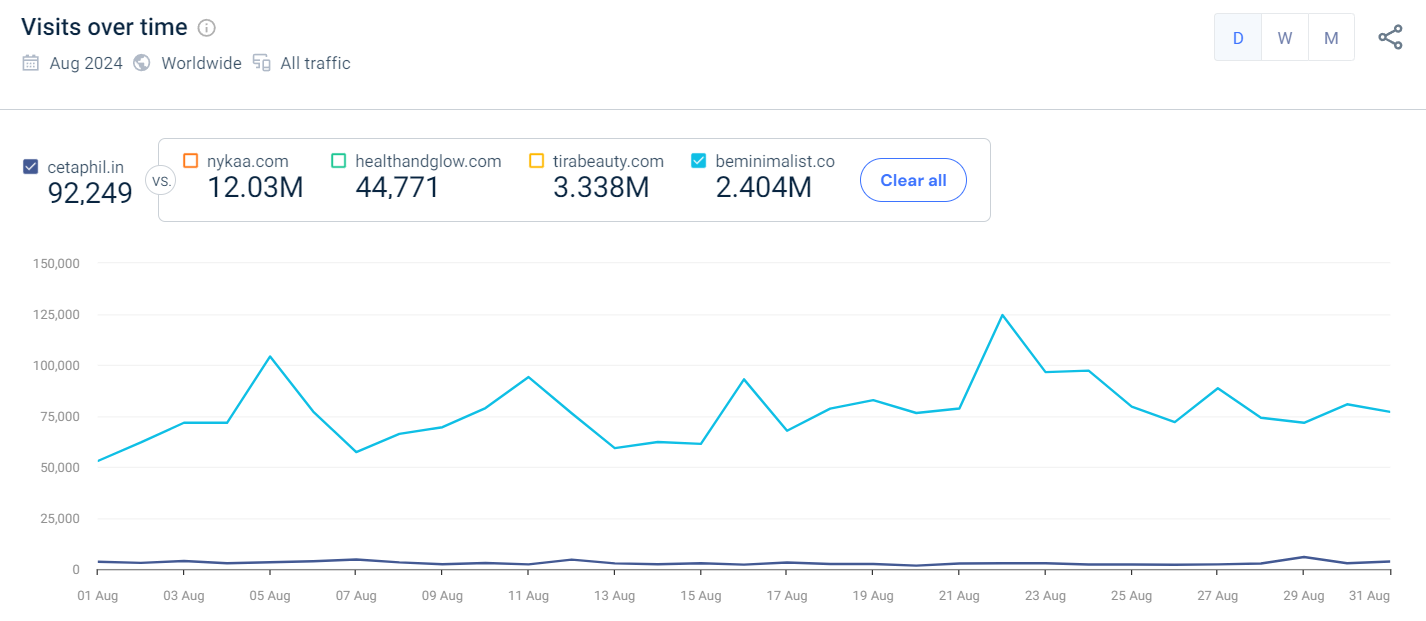 Visits over time
Aug 2024 Worldwide All traffic
D W M
cetaphil.in
92,249
vs.
nykaa.com
12.03M
healthandglow.com
44,771
tirabeauty.com
3.338M
beminimalist.co
2.404M
Clear all
150,000
125,000
100,000
75,000
50,000
25,000
0
01 Aug 03 Aug 05 Aug 07 Aug 09 Aug 11 Aug 13 Aug 15 Aug 17 Aug 19 Aug 21 Aug 23 Aug 25 Aug 27 Aug 29 Aug 31 Aug